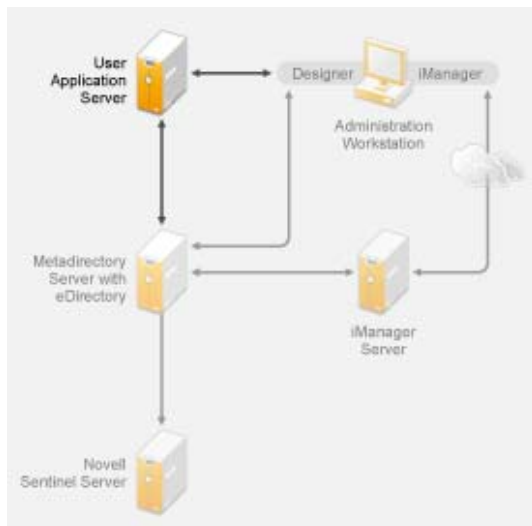 User
Application
Server
Designer
iManager
Administration
Workstation
Metadirectory
Server with
eDirectory
iManager
Server
Novell
Sentinel Server